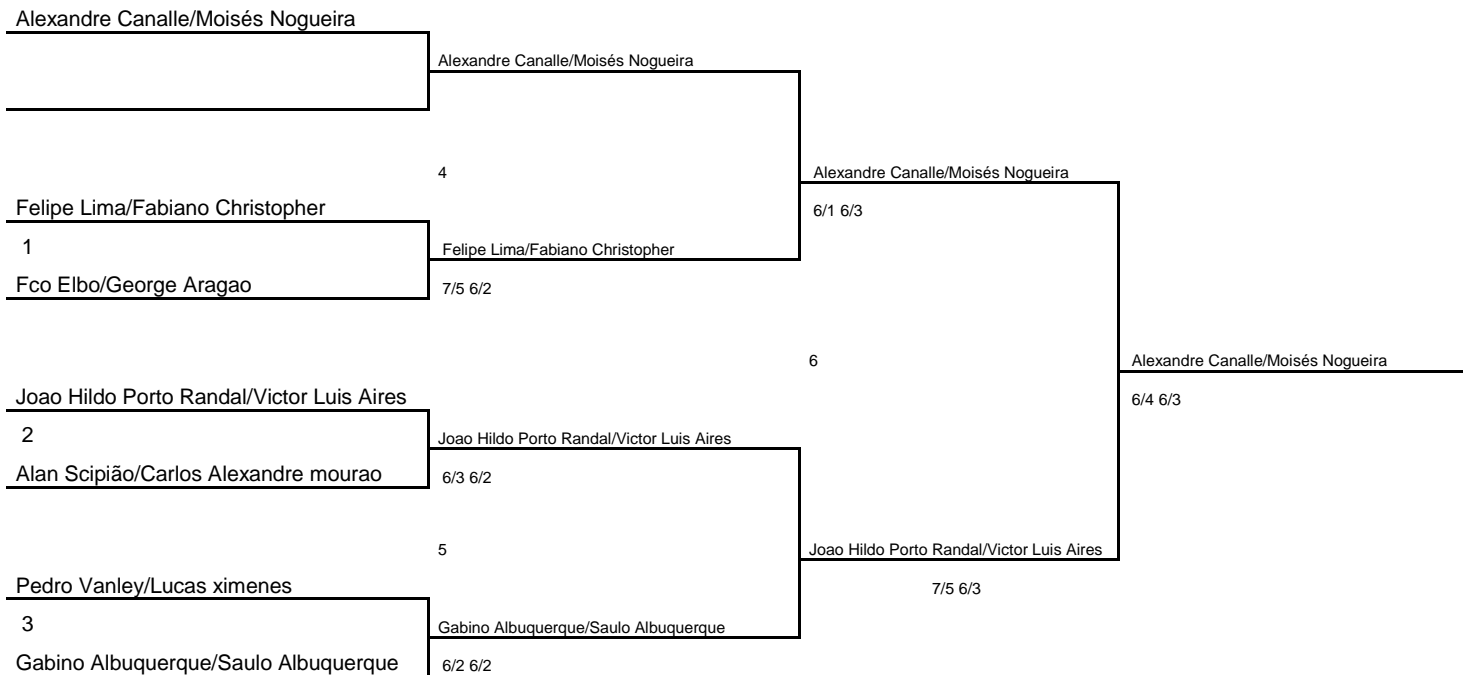 Alexandre Canalle/Moisés Nogueira
Alexandre Canalle/Moisés Nogueira
4
Alexandre Canalle/Moisés Nogueira
Felipe Lima/Fabiano Christopher
6/1 6/3
1
Felipe Lima/Fabiano Christopher
Fco Elbo/George Aragao
7/5 6/2
6
Alexandre Canalle/Moisés Nogueira
Joao Hildo Porto Randal/Victor Luis Aires
6/4 6/3
2
Joao Hildo Porto Randal/Victor Luis Aires
Alan Scipião/Carlos Alexandre mourao
6/3 6/2
5
Joao Hildo Porto Randal/Victor Luis Aires
Pedro Vanley/Lucas ximenes
7/5 6/3
3
Gabino Albuquerque/Saulo Albuquerque
Gabino Albuquerque/Saulo Albuquerque
6/2 6/2